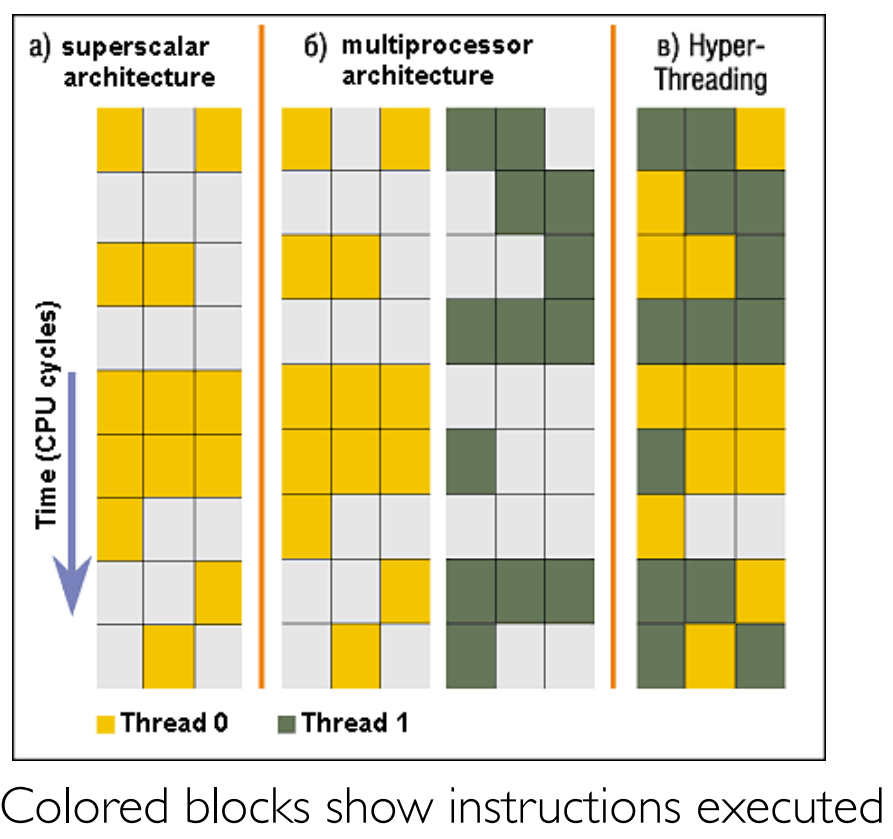 а) superscalar
architecture
б) multiprocessor
architecture
в) Hyper-
Threading
Time (CPU cycles)
Thread 0
Thread 1
Colored blocks show instructions executed